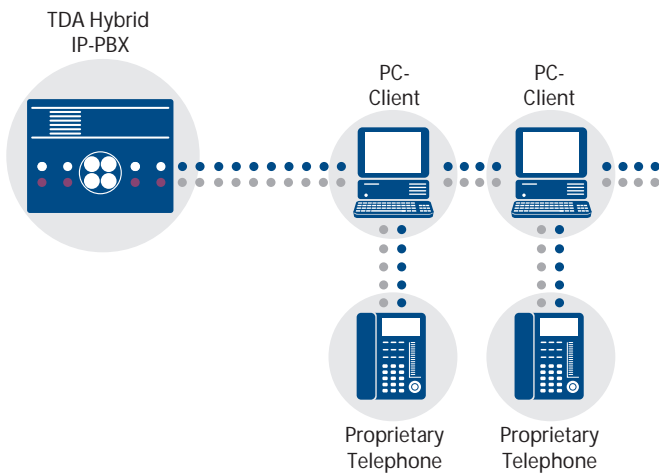 TDA Hybrid
IP-PBX
PC-
Client
PC-
Client
Proprietary
Telephone
Proprietary
Telephone